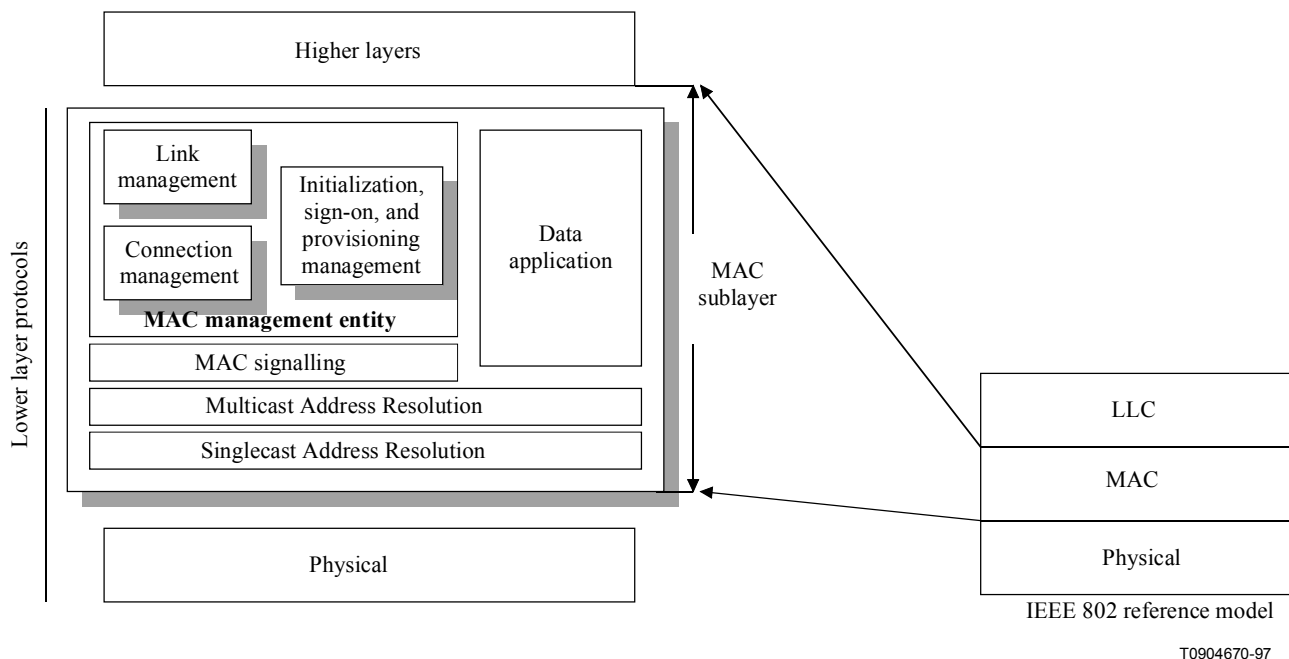 Higher layers
Link
management
Initialization,
sign-on, and
provisioning
management
Connection
management
MAC management entity
Data
application
MAC signalling
Multicast Address Resolution
Singlecast Address Resolution
Physical
Lower layer protocols
MAC
sublayer
LLC
MAC
Physical
IEEE 802 reference model
T0904670-97